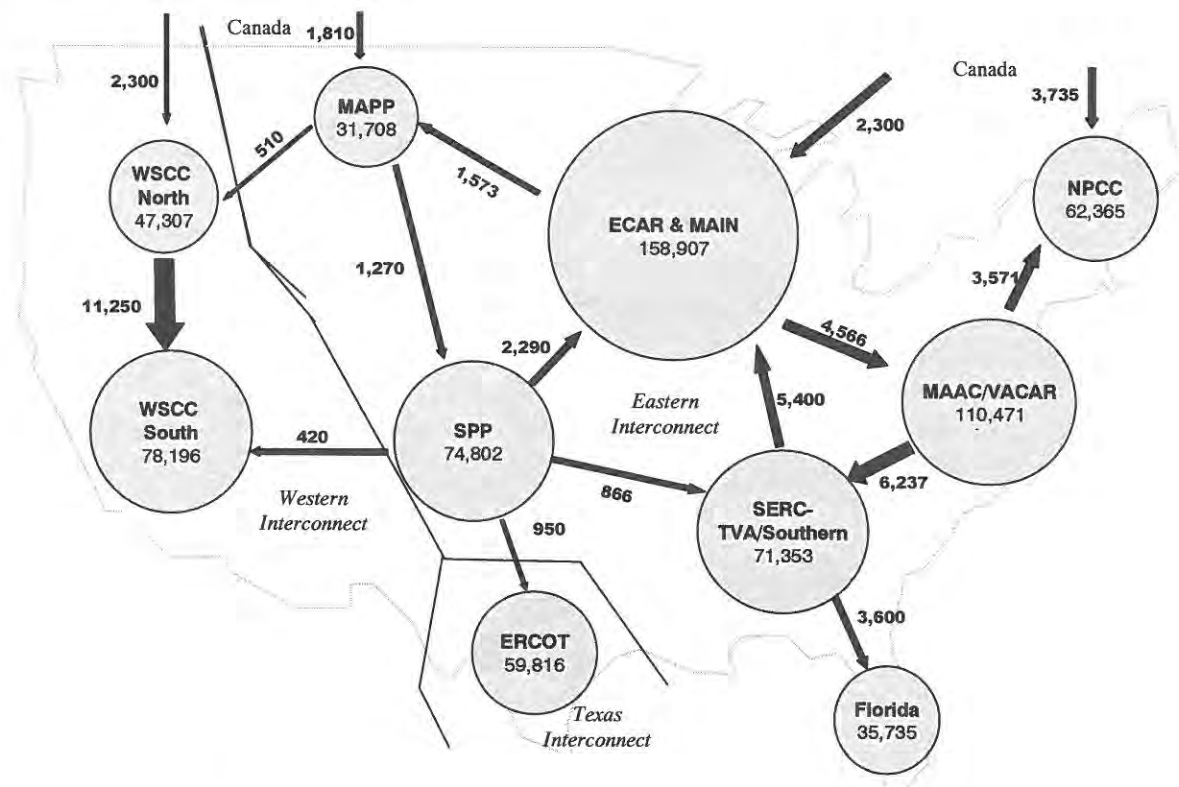 Canada
1,810
Canada
2,300
MAPP
31,708
3,735
2,300
510
1,573
WSCC
North
47,307
NPCC
62,365
ECAR & MAIN
158,907
1,270
3,571
11,250
4,566
2,290
MAAC/VACAR
110,471
Eastern
Interconnect
5,400
WSCC
South
78,196
420
SPP
74,802
866
6,237
Western
Interconnect
SERC-
TVA/Southern
71,353
950
3,600
ERCOT
59,816
Florida
35,735
Texas
Interconnect